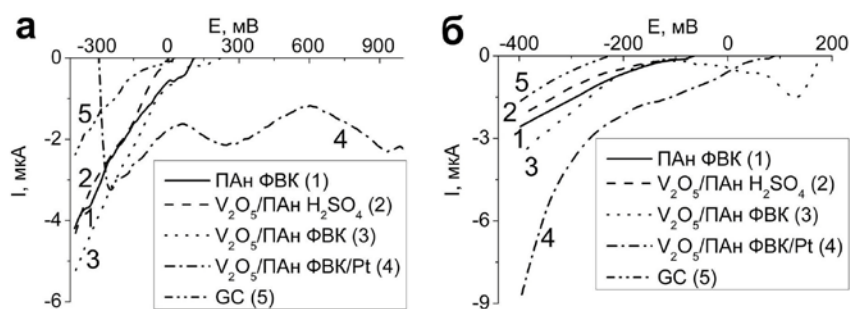 а
E, мВ
-300 0 300 600 900
0
-2
-4
-6
I, мкА
5
2
1
3
4
ПАн ФВК (1)
V₂O₅/ПАн H₂SO₄ (2)
V₂O₅/ПАн ФВК (3)
V₂O₅/ПАн ФВК/Pt (4)
GC (5)
б
E, мВ
-400 -200 0 200
0
-3
-6
-9
I, мкА
5
2
1
3
4
ПАн ФВК (1)
V₂O₅/ПАн H₂SO₄ (2)
V₂O₅/ПАн ФВК (3)
V₂O₅/ПАн ФВК/Pt (4)
GC (5)